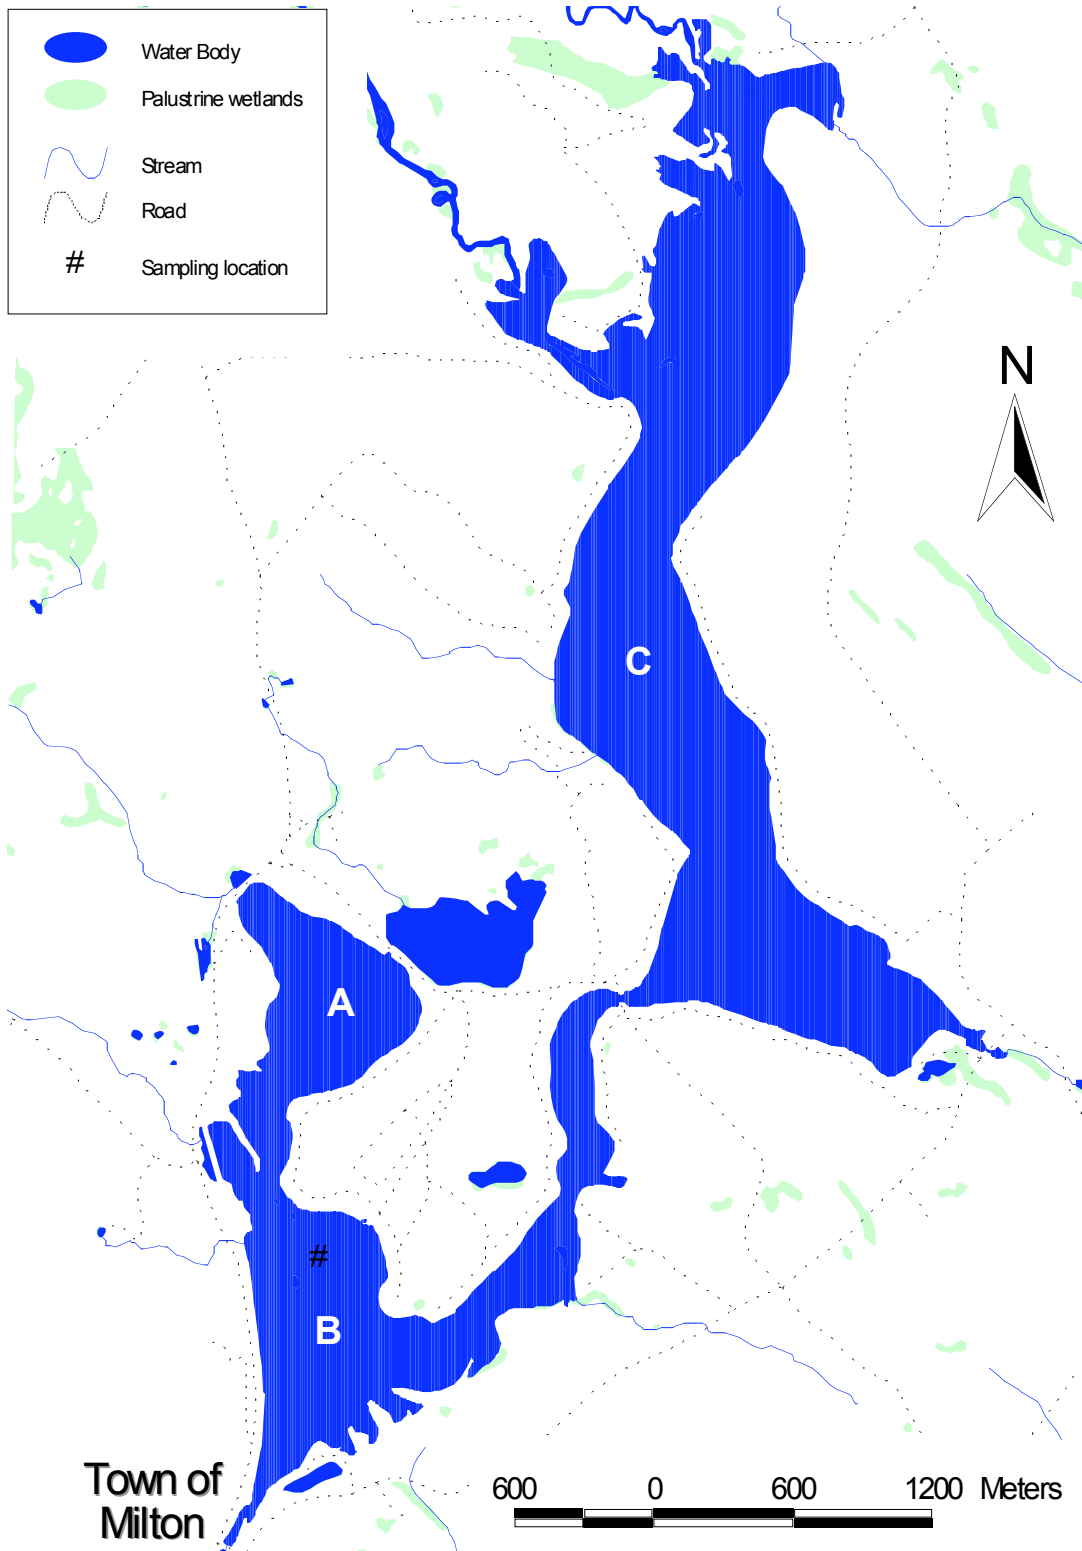 Water Body
Palustrine wetlands
Stream
Road
# Sampling location
N
C
A
#
B
Town of
Milton
600 0 600 1200 Meters